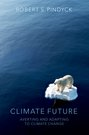 ROBERT S. PINDYCK
CLIMATE FUTURE
AVERTING AND ADAPTING
TO CLIMATE CHANGE